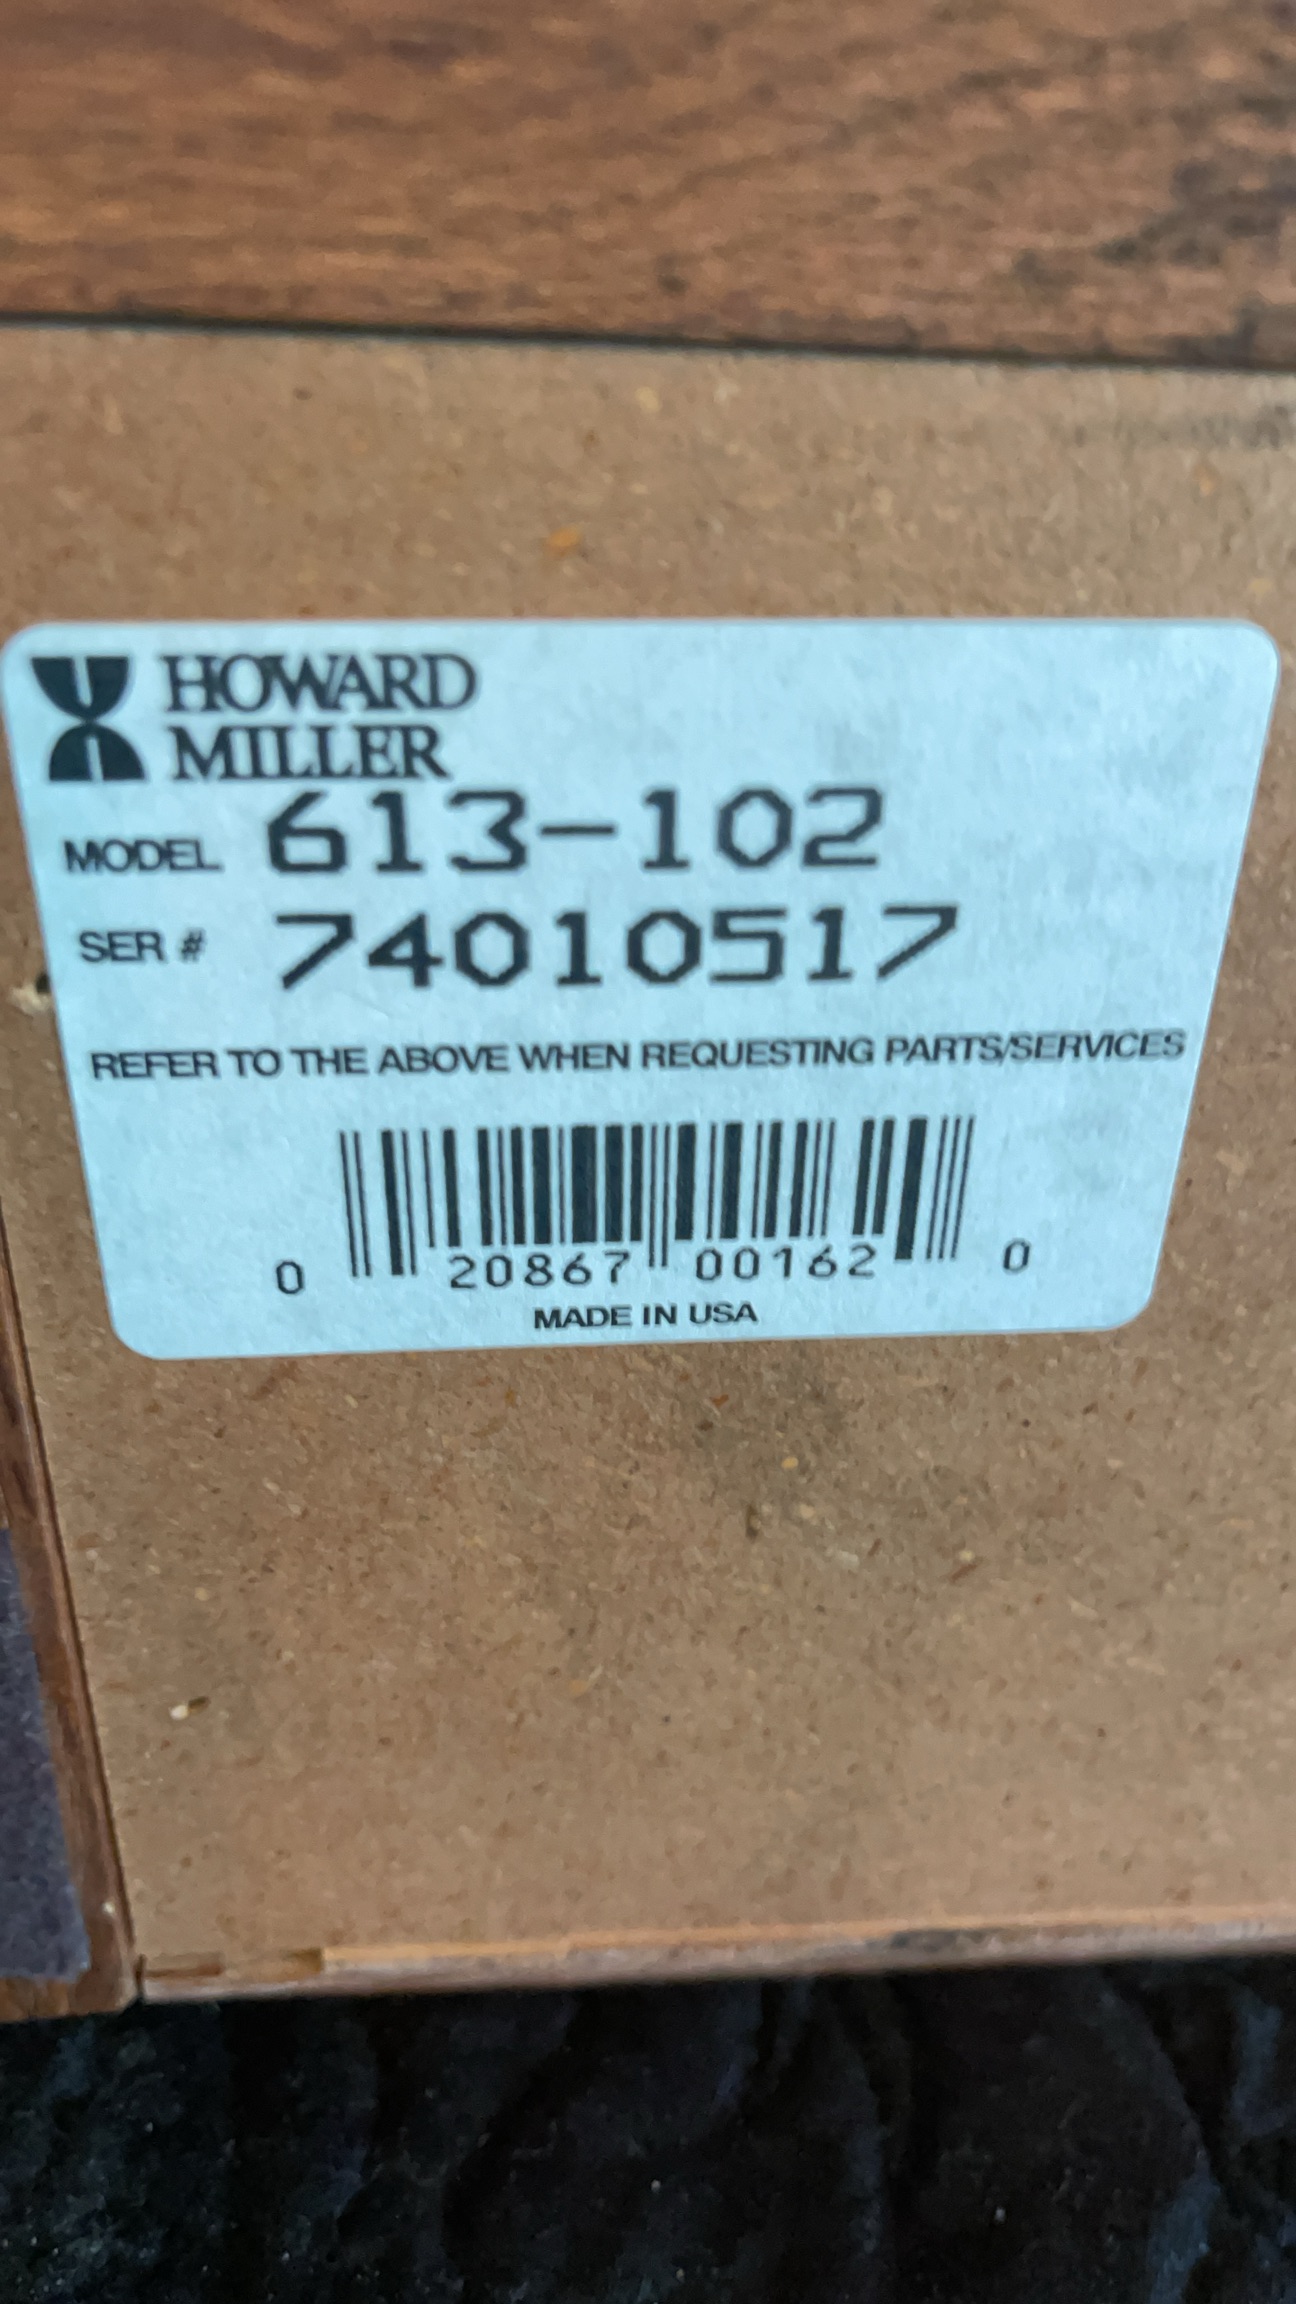 HOWARD
MILLER
MODEL 613-102
SER # 74010517
REFER TO THE ABOVE WHEN REQUESTING PARTS/SERVICES
0 20867 00162 0
MADE IN USA